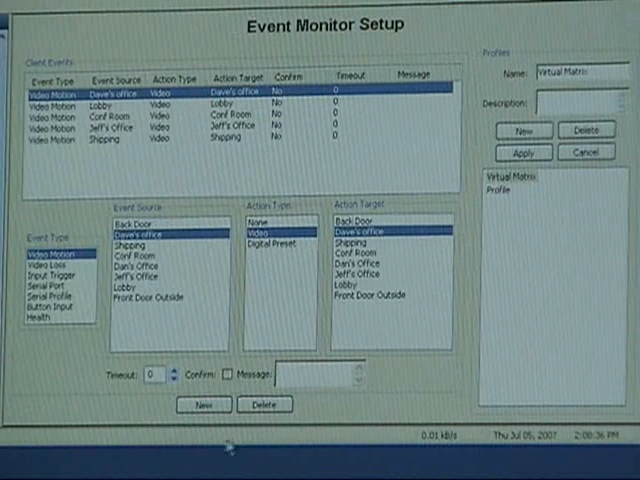 Event Monitor Setup
Client Events
Event Type Event Source Action Type Action Target Confirm Timeout Message
Video Motion Dave's office Video Dave's office No 0
Video Motion Lobby Video Lobby No 0
Video Motion Conf Room Video Conf Room No 0
Video Motion Jeff's Office Video Jeff's Office No 0
Video Motion Shipping Video Shipping No 0
Profiles
Name: Virtual Matrix
Description:
New Delete
Apply Cancel
Virtual Matrix
Profile
Event Type
Video Motion
Video Loss
Input Trigger
Serial Port
Serial Profile
Button Input
Health
Event Source
Back Door
Dave's office
Shipping
Conf Room
Dan's Office
Jeff's Office
Lobby
Front Door Outside
Action Type
None
Video
Digital Preset
Action Target
Back Door
Dave's office
Shipping
Conf Room
Dan's Office
Jeff's Office
Lobby
Front Door Outside
Timeout: 0 Confirm: Message:
New Delete
0.01 kB/s Thu Jul 05, 2007 2:08:36 PM